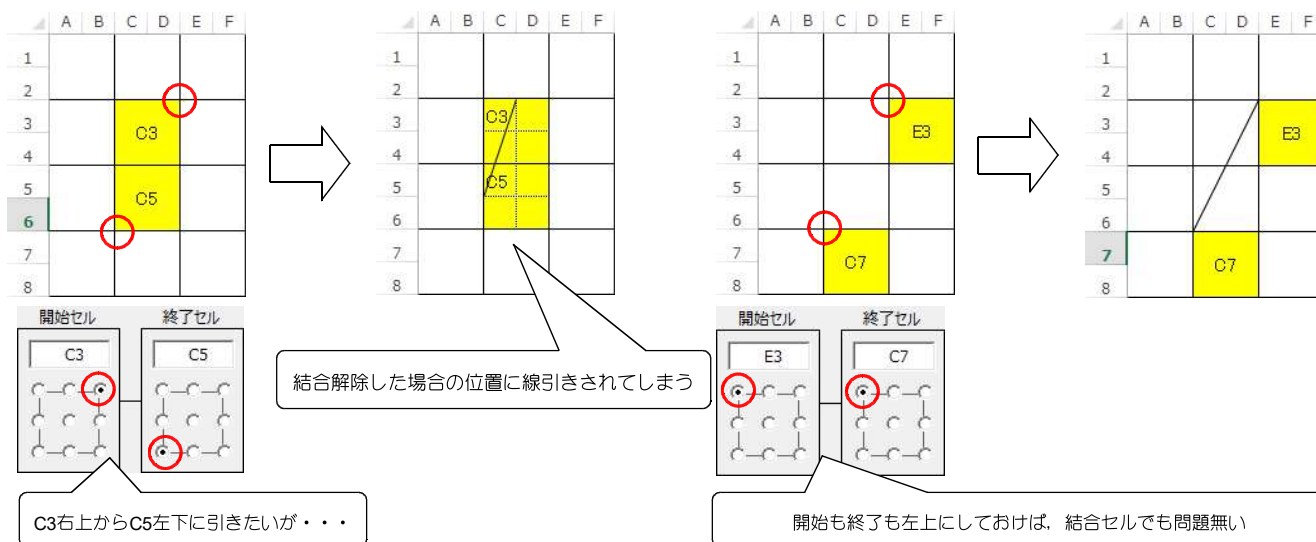 A B C D E F
1
2
3
4
5
6
7
8
C3
C5
A B C D E F
1
2
3
4
5
6
7
8
C3
C5
A B C D E F
1
2
3
4
5
6
7
8
E3
C7
A B C D E F
1
2
3
4
5
6
7
8
E3
C7
開始セル 終了セル
C3 C5
結合解除した場合の位置に線引きされてしまう
開始セル 終了セル
E3 C7
C3右上からC5左下に引きたいが・・・
開始も終了も左上にしておけば，結合セルでも問題無い